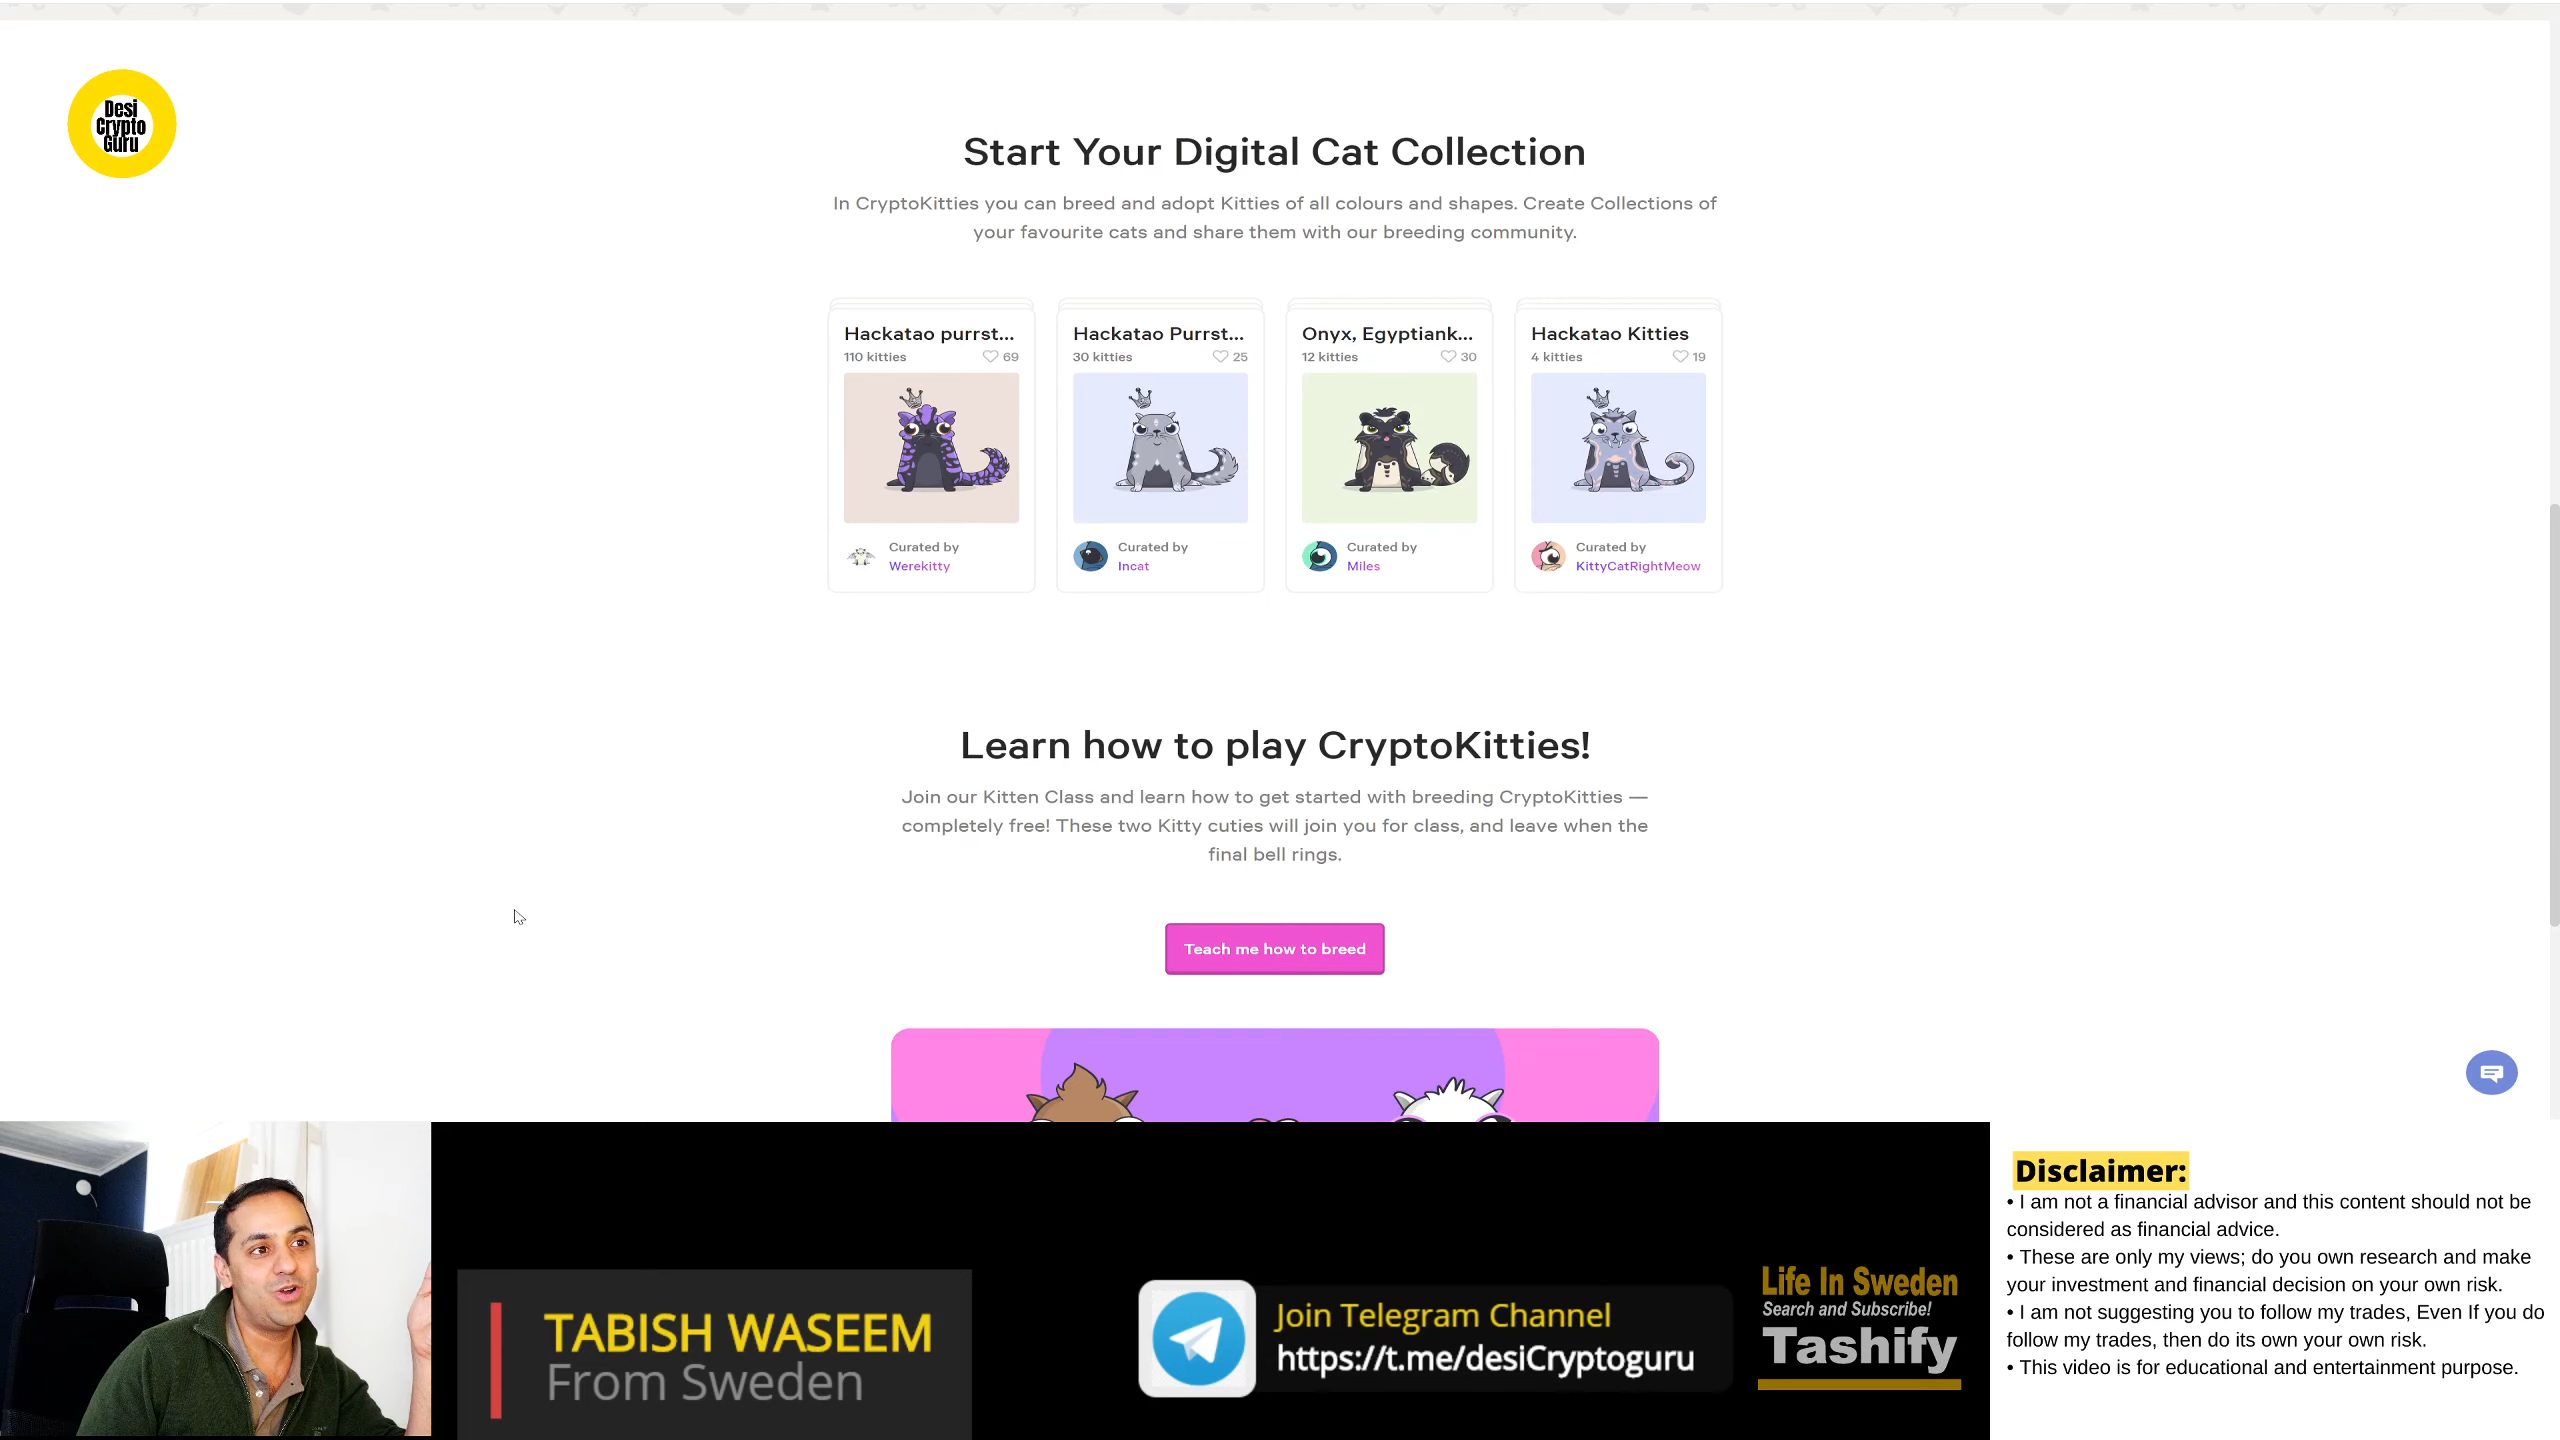 Desi
Crypto
Guru
Start Your Digital Cat Collection
In CryptoKitties you can breed and adopt Kitties of all colours and shapes. Create Collections of
your favourite cats and share them with our breeding community.
Hackatao purrst...
110 kitties 69
Curated by
Werekitty
Hackatao Purrst...
30 kitties 25
Curated by
Incat
Onyx, Egyptiank...
12 kitties 30
Curated by
Miles
Hackatao Kitties
4 kitties 19
Curated by
KittyCatRightMeow
Learn how to play CryptoKitties!
Join our Kitten Class and learn how to get started with breeding CryptoKitties —
completely free! These two Kitty cuties will join you for class, and leave when the
final bell rings.
Teach me how to breed
TABISH WASEEM
From Sweden
Join Telegram Channel
https://t.me/desiCryptoguru
Life In Sweden
Search and Subscribe!
Tashify
Disclaimer:
• I am not a financial advisor and this content should not be
considered as financial advice.
• These are only my views; do you own research and make
your investment and financial decision on your own risk.
• I am not suggesting you to follow my trades, Even If you do
follow my trades, then do its own your own risk.
• This video is for educational and entertainment purpose.